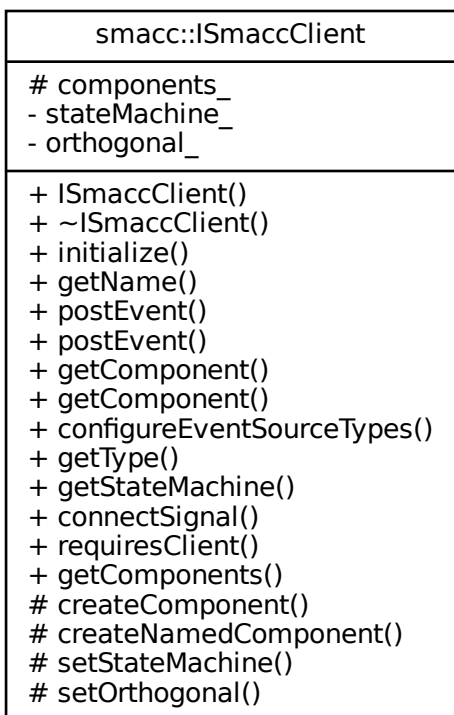 smacc::ISmaccClient
# components_
- stateMachine_
- orthogonal_
+ ISmaccClient()
+ ~ISmaccClient()
+ initialize()
+ getName()
+ postEvent()
+ postEvent()
+ getComponent()
+ getComponent()
+ configureEventSourceTypes()
+ getType()
+ getStateMachine()
+ connectSignal()
+ requiresClient()
+ getComponents()
# createComponent()
# createNamedComponent()
# setStateMachine()
# setOrthogonal()